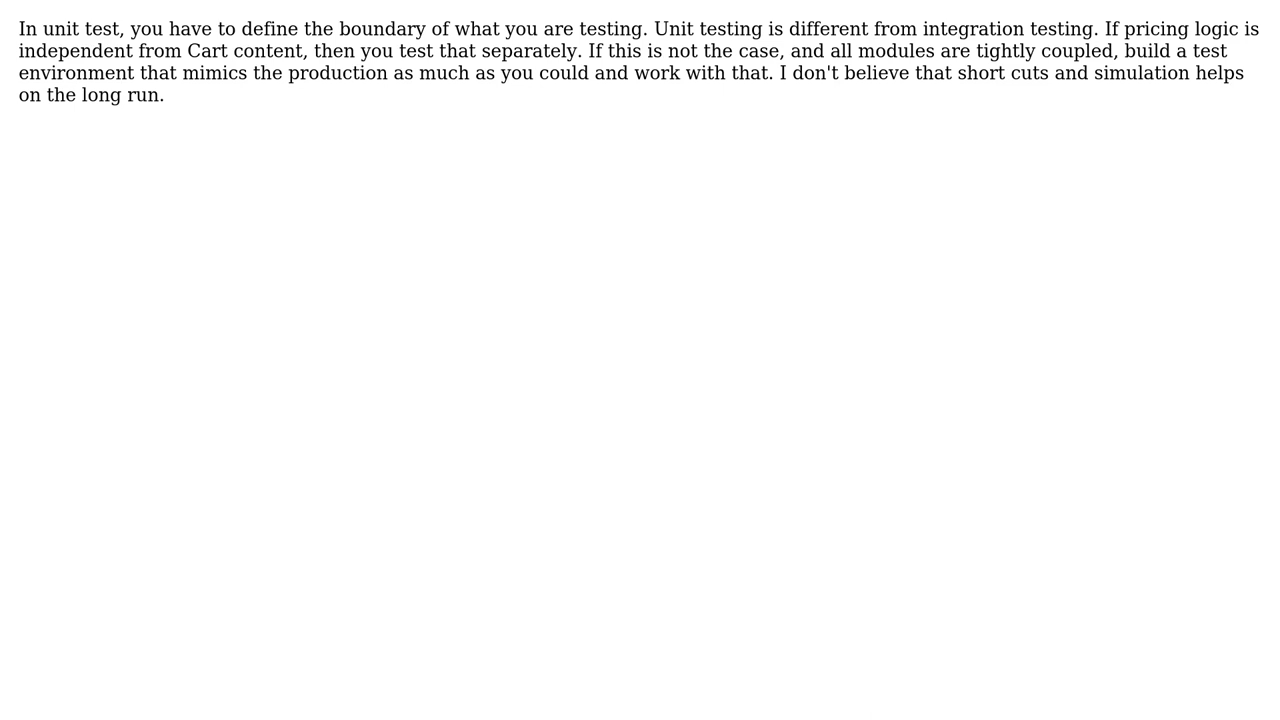 In unit test, you have to define the boundary of what you are testing. Unit testing is different from integration testing. If pricing logic is
independent from Cart content, then you test that separately. If this is not the case, and all modules are tightly coupled, build a test
environment that mimics the production as much as you could and work with that. I don't believe that short cuts and simulation helps
on the long run.